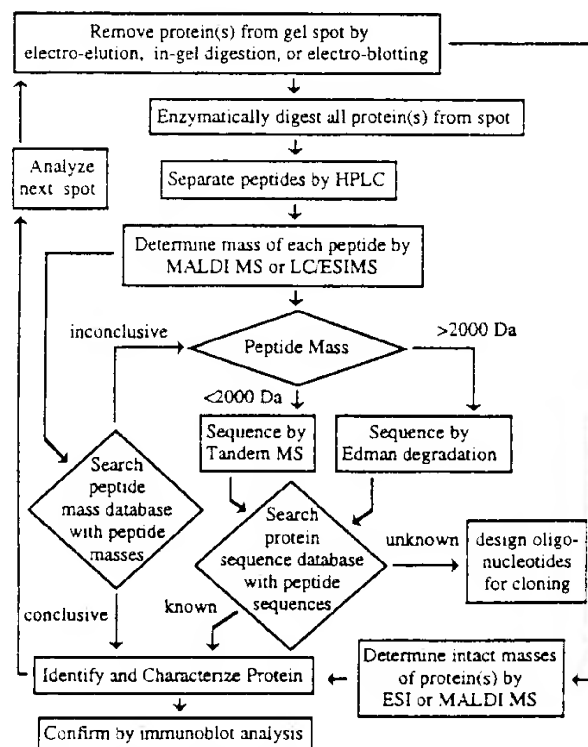 Remove protein(s) from gel spot by
electro-elution, in-gel digestion, or electro-blotting
Enzymatically digest all protein(s) from spot
Analyze
next spot
Separate peptides by HPLC
Determine mass of each peptide by
MALDI MS or LC/ESIMS
inconclusive
Peptide Mass
>2000 Da
<2000 Da
Sequence by
Tandem MS
Sequence by
Edman degradation
Search
peptide
mass database
with peptide
masses
Search
protein
sequence database
with peptide
sequences
unknown
design oligo-
nucleotides
for cloning
conclusive
known
Identify and Characterize Protein
Determine intact masses
of protein(s) by
ESI or MALDI MS
Confirm by immunoblot analysis